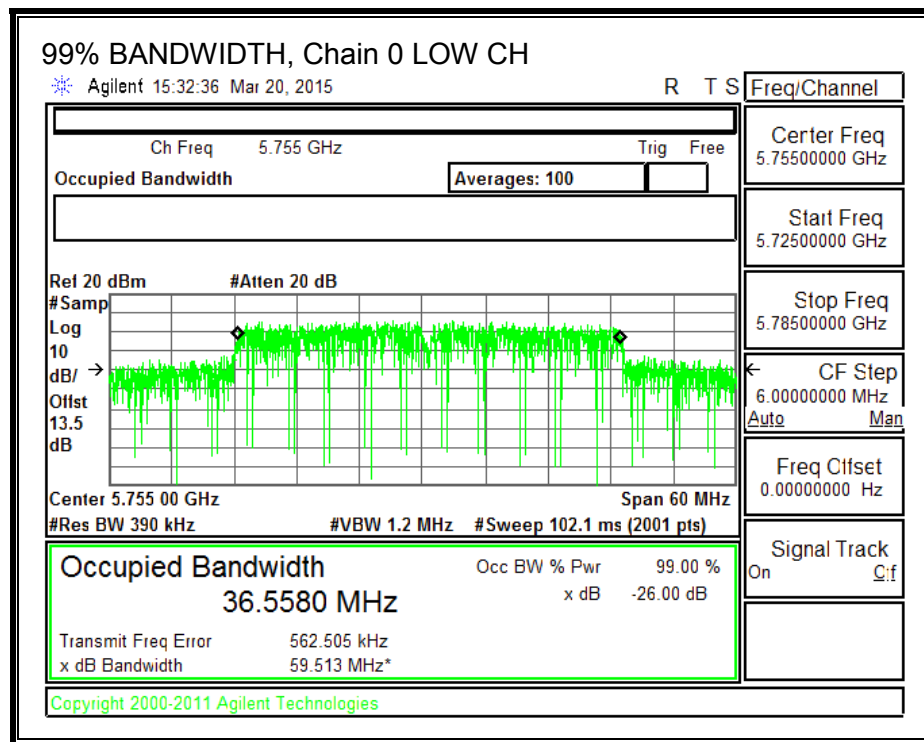 99% BANDWIDTH, Chain 0 LOW CH
Agilent 15:32:36 Mar 20, 2015 R T S
Freq/Channel
Ch Freq 5.755 GHz Trig Free
Occupied Bandwidth Averages: 100
Center Freq
5.75500000 GHz
Start Freq
5.72500000 GHz
Stop Freq
5.78500000 GHz
CF Step
6.00000000 MHz
Auto Man
Freq Offset
0.00000000 Hz
Signal Track
On Off
Ref 20 dBm #Atten 20 dB
#Samp
Log
10
dB/
Offst
13.5
dB
Center 5.755 00 GHz Span 60 MHz
#Res BW 390 kHz #VBW 1.2 MHz #Sweep 102.1 ms (2001 pts)
Occupied Bandwidth Occ BW % Pwr 99.00 %
36.5580 MHz x dB -26.00 dB
Transmit Freq Error 562.505 kHz
x dB Bandwidth 59.513 MHz*
Copyright 2000-2011 Agilent Technologies